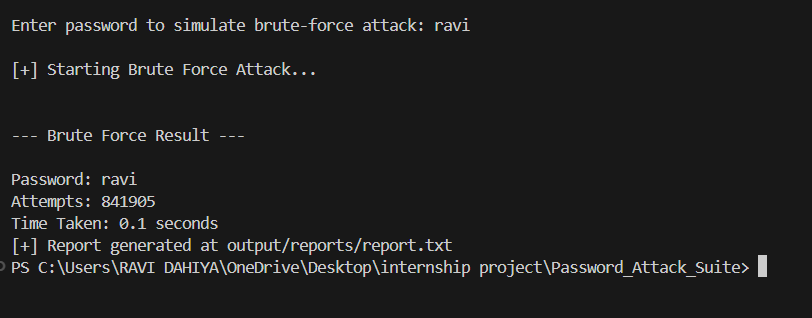 Enter password to simulate brute-force attack: ravi
[+] Starting Brute Force Attack...
--- Brute Force Result ---
Password: ravi
Attempts: 841905
Time Taken: 0.1 seconds
[+] Report generated at output/reports/report.txt
PS C:\Users\RAVI DAHIYA\OneDrive\Desktop\internship project\Password_Attack_Suite>